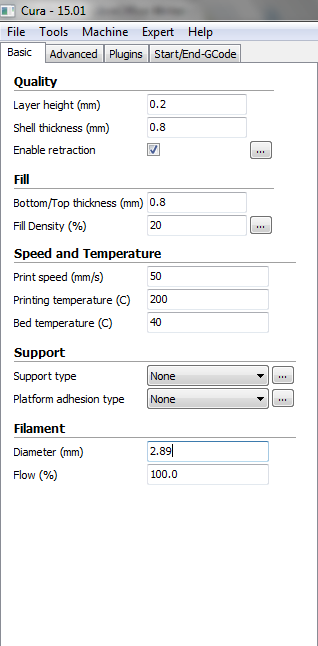 Cura - 15.01
File Tools Machine Expert Help
Basic Advanced Plugins Start/End-GCode
Quality
Layer height (mm) 0.2
Shell thickness (mm) 0.8
Enable retraction ...
Fill
Bottom/Top thickness (mm) 0.8
Fill Density (%) 20 ...
Speed and Temperature
Print speed (mm/s) 50
Printing temperature (C) 200
Bed temperature (C) 40
Support
Support type None ...
Platform adhesion type None ...
Filament
Diameter (mm) 2.89
Flow (%) 100.0